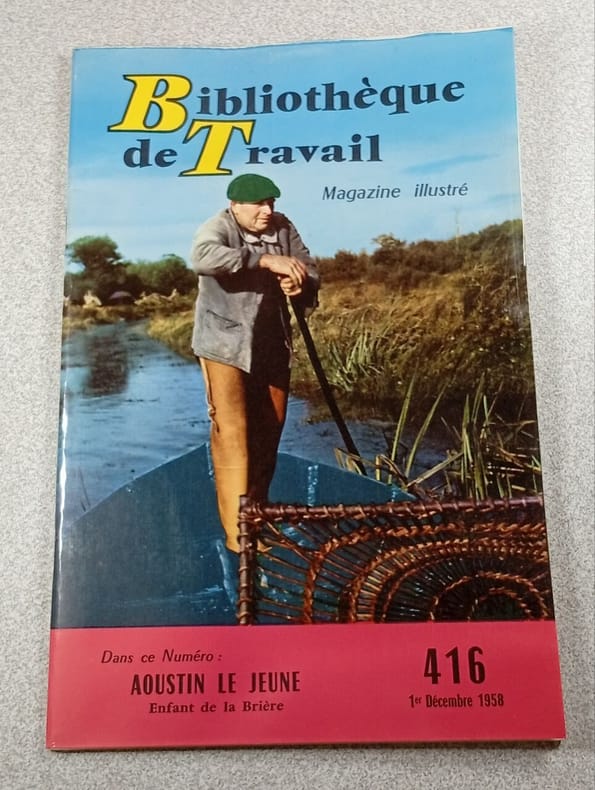 Bibliothèque
de Travail
Magazine illustré
Dans ce Numéro :
AOUSTIN LE JEUNE
Enfant de la Brière
416
1er Décembre 1958